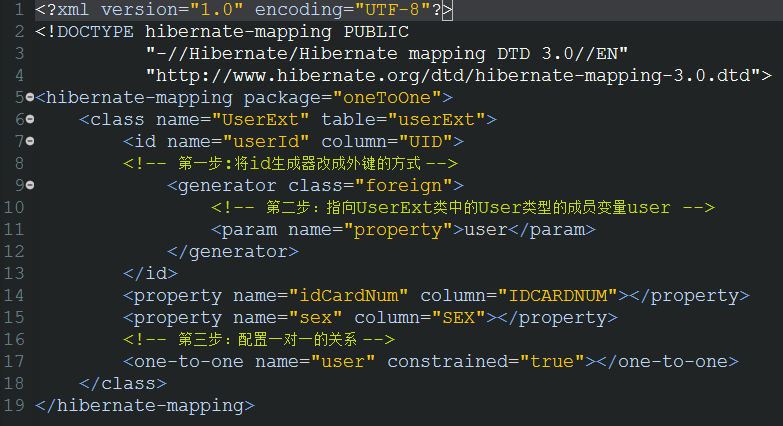 1 <?xml version="1.0" encoding="UTF-8"?>
2 <!DOCTYPE hibernate-mapping PUBLIC
3 "-//Hibernate/Hibernate mapping DTD 3.0//EN"
4 "http://www.hibernate.org/dtd/hibernate-mapping-3.0.dtd">
5 <hibernate-mapping package="oneToOne">
6 <class name="UserExt" table="userExt">
7 <id name="userId" column="UID">
8 <!-- 第一步:将id生成器改成外键的方式 -->
9 <generator class="foreign">
10 <!-- 第二步: 指向UserExt类中的User类型的成员变量user -->
11 <param name="property">user</param>
12 </generator>
13 </id>
14 <property name="idCardNum" column="IDCARDNUM"></property>
15 <property name="sex" column="SEX"></property>
16 <!-- 第三步: 配置一对一的关系 -->
17 <one-to-one name="user" constrained="true"></one-to-one>
18 </class>
19 </hibernate-mapping>